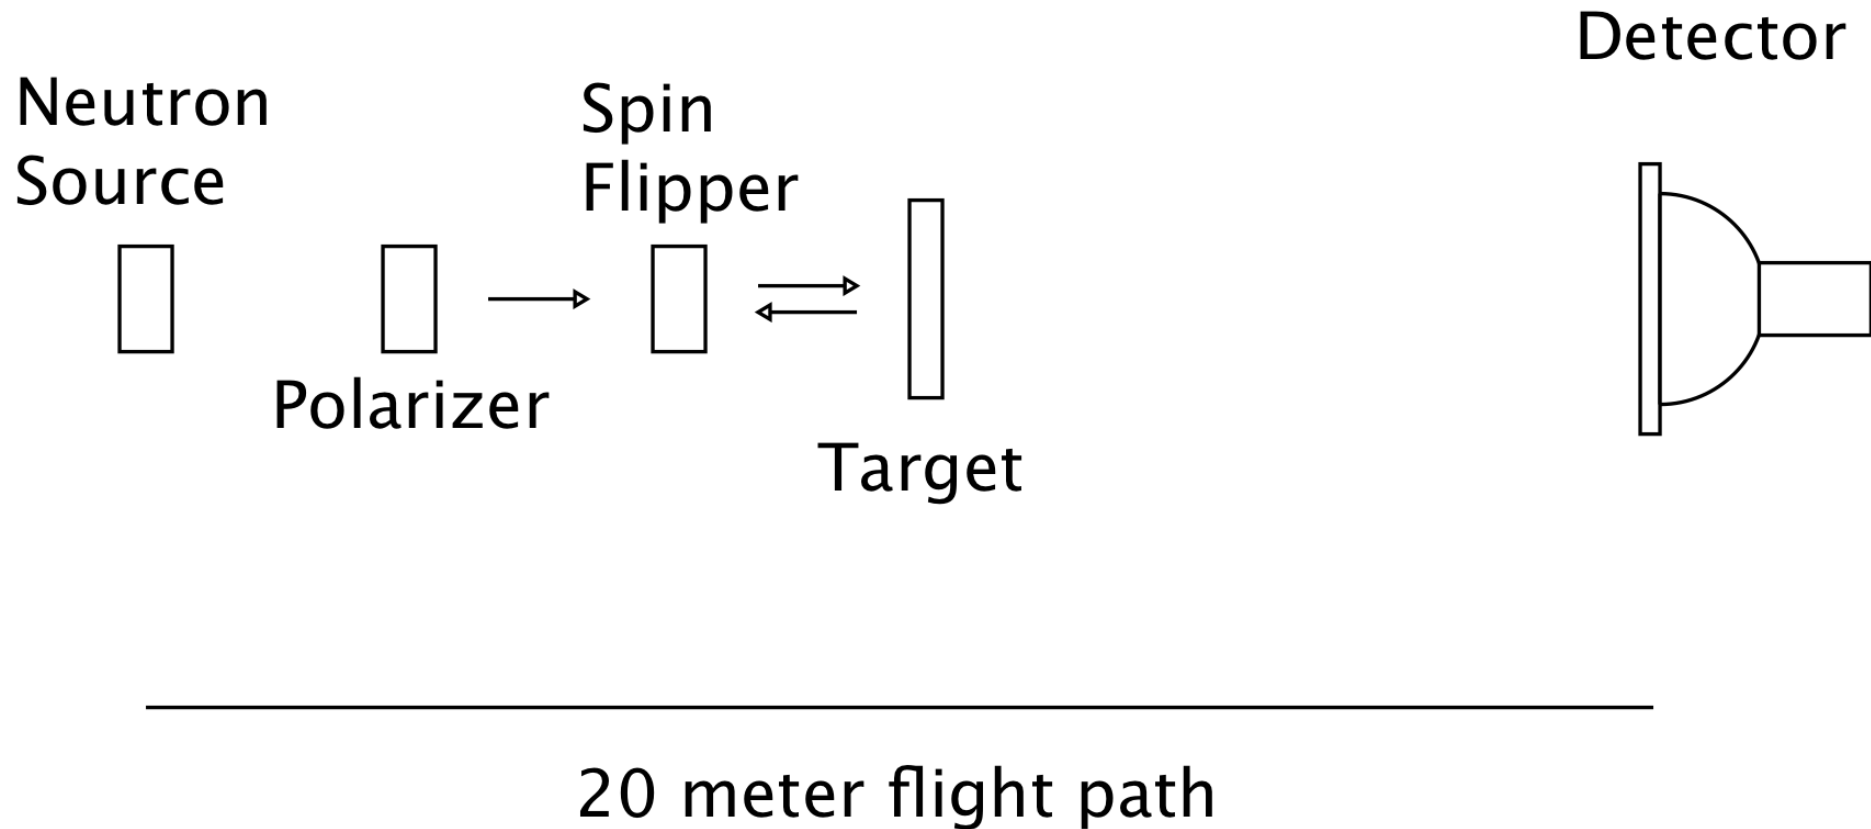 Neutron
Source
Polarizer
Spin
Flipper
Target
Detector
20 meter flight path